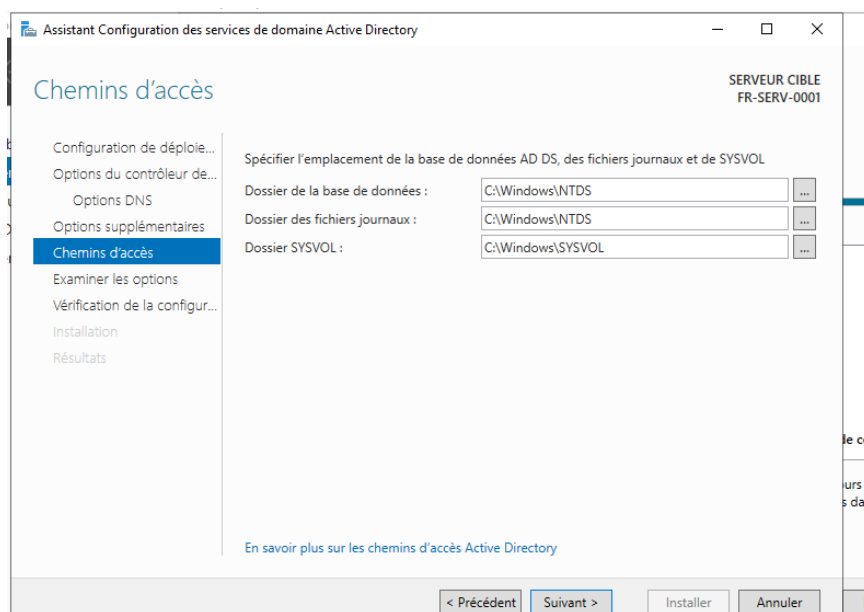 Assistant Configuration des services de domaine Active Directory
Chemins d'accès
SERVEUR CIBLE
FR-SERV-0001
Configuration de déploie...
Options du contrôleur de...
Options DNS
Options supplémentaires
Chemins d'accès
Examiner les options
Vérification de la configur...
Installation
Résultats
Spécifier l'emplacement de la base de données AD DS, des fichiers journaux et de SYSVOL
Dossier de la base de données : C:\Windows\NTDS ...
Dossier des fichiers journaux : C:\Windows\NTDS ...
Dossier SYSVOL : C:\Windows\SYSVOL ...
En savoir plus sur les chemins d'accès Active Directory
< Précédent Suivant > Installer Annuler